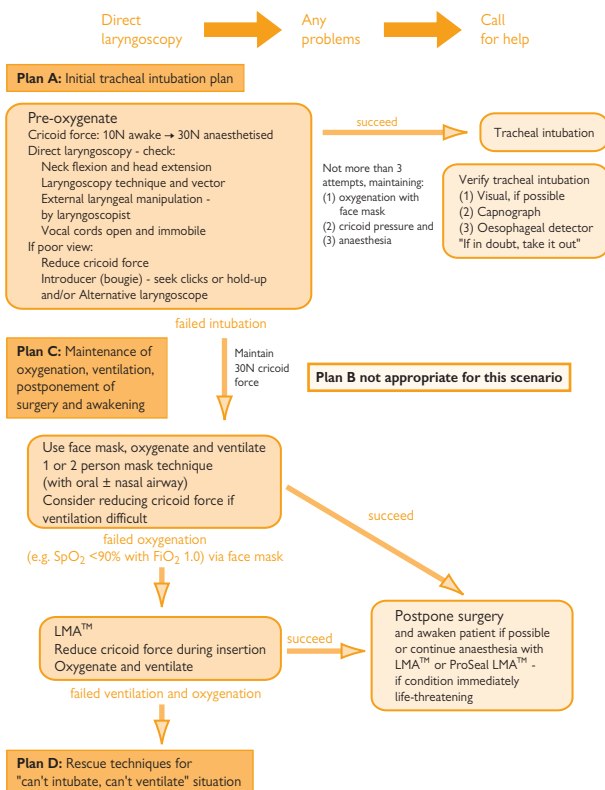 Direct laryngoscopy
Any problems
Call for help
Plan A: Initial tracheal intubation plan
Pre-oxygenate
Cricoid force: 10N awake → 30N anaesthetised
Direct laryngoscopy - check:
Neck flexion and head extension
Laryngoscopy technique and vector
External laryngeal manipulation -
by laryngoscopist
Vocal cords open and immobile
If poor view:
Reduce cricoid force
Introducer (bougie) - seek clicks or hold-up
and/or Alternative laryngoscope
succeed
Tracheal intubation
Not more than 3
attempts, maintaining:
(1) oxygenation with
face mask
(2) cricoid pressure and
(3) anaesthesia
Verify tracheal intubation
(1) Visual, if possible
(2) Capnograph
(3) Oesophageal detector
"If in doubt, take it out"
failed intubation
Plan C: Maintenance of
oxygenation, ventilation,
postponement of
surgery and awakening
Maintain
30N cricoid
force
Plan B not appropriate for this scenario
Use face mask, oxygenate and ventilate
1 or 2 person mask technique
(with oral ± nasal airway)
Consider reducing cricoid force if
ventilation difficult
succeed
failed oxygenation
(e.g. SpO₂ <90% with FiO₂ 1.0) via face mask
LMA™
Reduce cricoid force during insertion
Oxygenate and ventilate
succeed
Postpone surgery
and awaken patient if possible
or continue anaesthesia with
LMA™ or ProSeal LMA™ -
if condition immediately
life-threatening
failed ventilation and oxygenation
Plan D: Rescue techniques for
"can't intubate, can't ventilate" situation